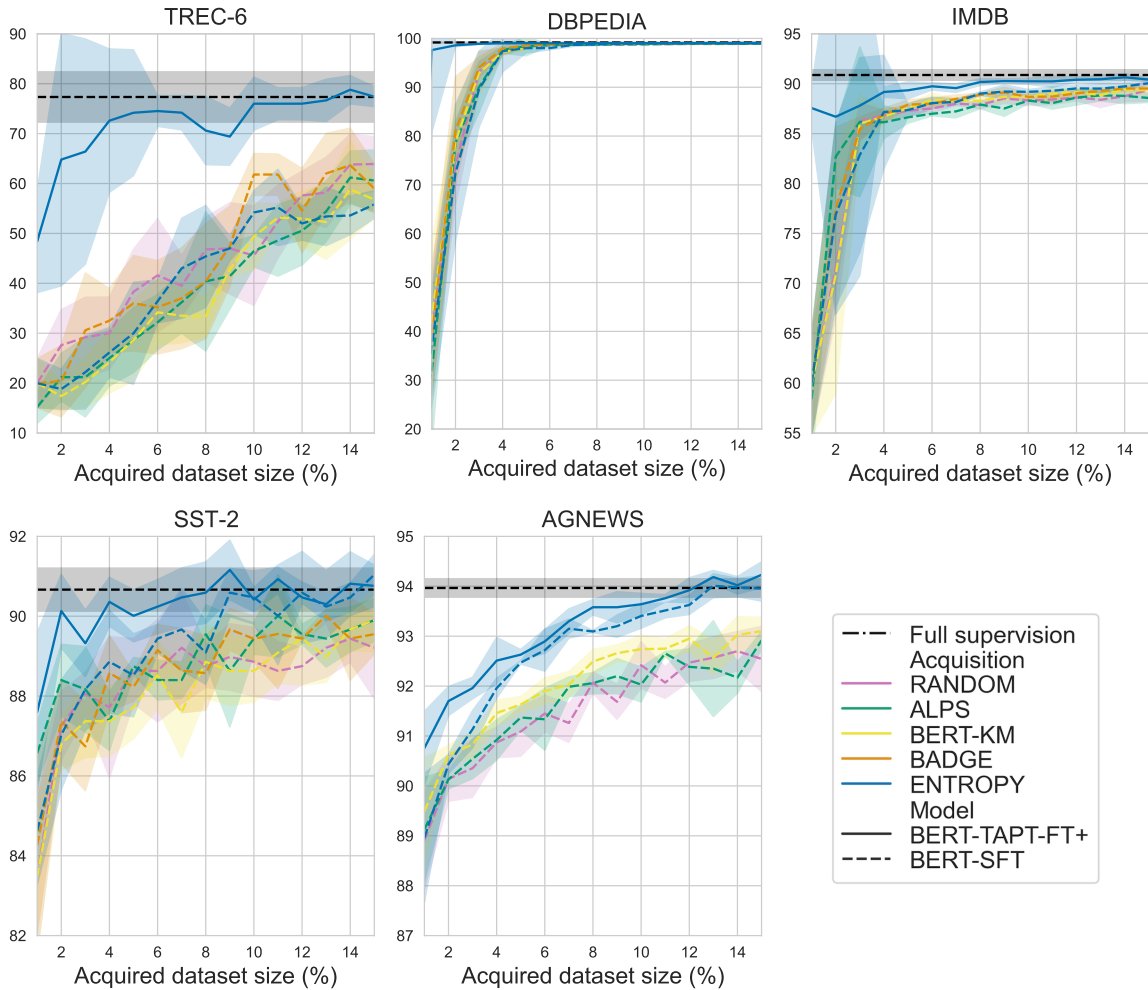 TREC-6
90
80
70
60
50
40
30
20
10
2 4 6 8 10 12 14
Acquired dataset size (%)
DBPEDIA
100
90
80
70
60
50
40
30
20
2 4 6 8 10 12 14
Acquired dataset size (%)
IMDB
95
90
85
80
75
70
65
60
55
2 4 6 8 10 12 14
Acquired dataset size (%)
SST-2
92
90
88
86
84
82
2 4 6 8 10 12 14
Acquired dataset size (%)
AGNEWS
95
94
93
92
91
90
89
88
87
2 4 6 8 10 12 14
Acquired dataset size (%)
Full supervision
Acquisition
RANDOM
ALPS
BERT-KM
BADGE
ENTROPY
Model
BERT-TAPT-FT+
BERT-SFT